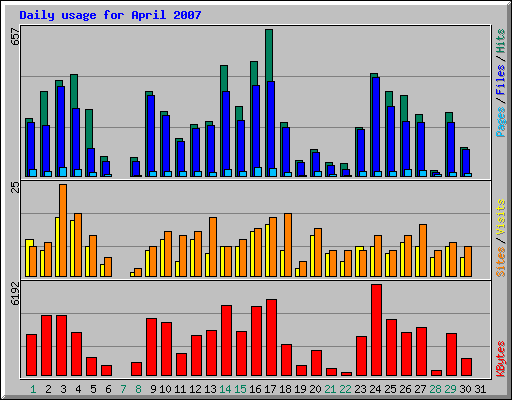 Daily usage for April 2007
657
Pages / Files / Hits
25
Sites / Visits
6192
KBytes
1 2 3 4 5 6 7 8 9 10 11 12 13 14 15 16 17 18 19 20 21 22 23 24 25 26 27 28 29 30 31